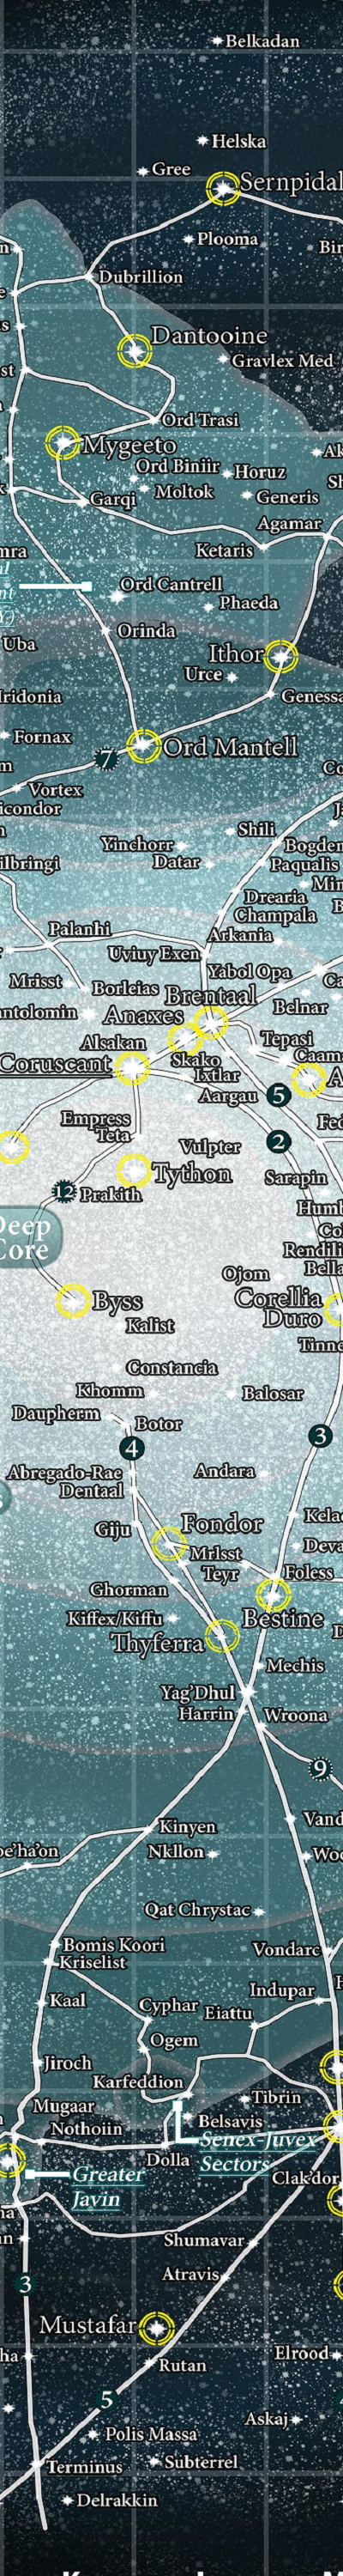 Belkadan
Helska
Gree
Sernpidal
Plooma
Dubrillion
Dantooine
Gravlex Med
Ord Trasi
Mygeeto
Ord Biniir
Horuz
Moltok
Generis
Garqi
Agamar
Ketaris
Ord Cantrell
Phaeda
Orinda
Uba
Ithor
Urce
Genessa
Fornax
Ord Mantell
7
Vortex
Shili
Yinchorr
Datar
Paqualis
Drearia
Champala
Palanhi
Arkania
Uviuy Exen
Yabol Opa
Mrisst
Borleias
Brentaal
Belnar
Anaxes
Alsakan
Tepasi
Coruscant
Skako
Ixtlar
Aargau
5
Empress
Teta
2
Vulpter
Tython
Sarapin
12
Prakith
Deep
Core
Ojom
Byss
Corellia
Duro
Kalist
Constancia
Khomm
Balosar
Daupherm
Botor
4
3
Abregado-Rae
Andara
Dentaal
Giju
Fondor
Mrlsst
Teyr
Foless
Ghorman
Kiffex/Kiffu
Bestine
Thyferra
Mechis
Yag'Dhul
Harrin
Wroona
9
Kinyen
Nkllon
Qat Chrystac
Bomis Koori
Vondarc
Kriselist
Indupar
Kaal
Cyphar
Eiattu
Ogem
Jiroch
Karfeddion
Tibrin
Mugaar
Belsavis
Nothoiin
Senex-Juvex
Sectors
Dolla
Greater
Javin
Clak'dor
Shumavar
Atravis
3
Mustafar
Elrood
Rutan
5
Askaj
Polis Massa
Subterrel
Terminus
Delrakkin